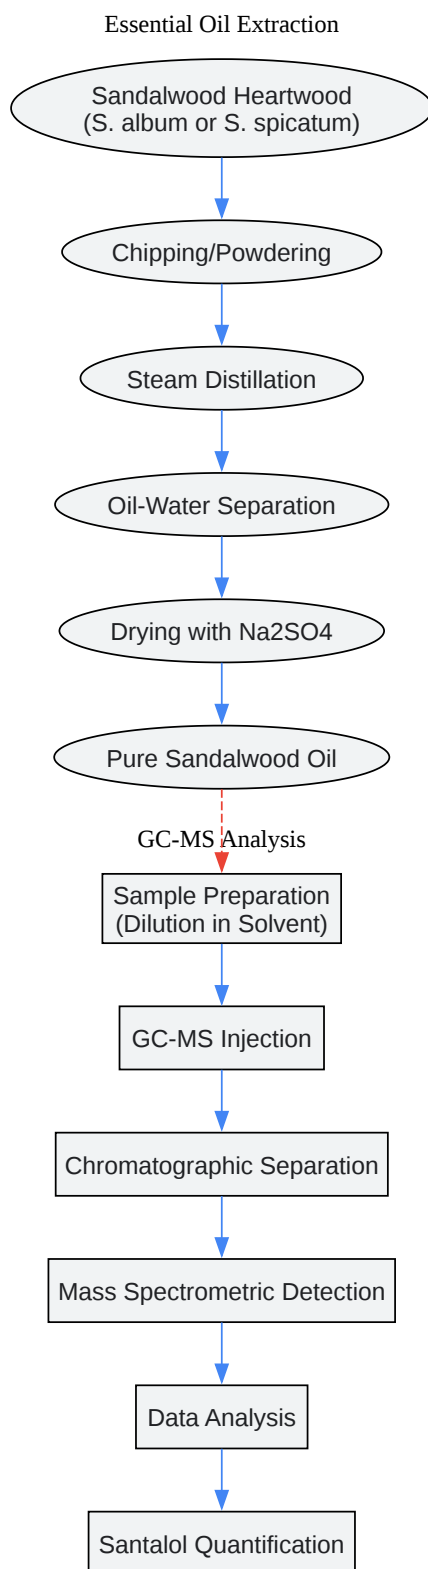 Essential Oil Extraction
Sandalwood Heartwood
(S. album or S. spicatum)
Chipping/Powdering
Steam Distillation
Oil-Water Separation
Drying with Na2SO4
Pure Sandalwood Oil
GC-MS Analysis
Sample Preparation
(Dilution in Solvent)
GC-MS Injection
Chromatographic Separation
Mass Spectrometric Detection
Data Analysis
Santalol Quantification